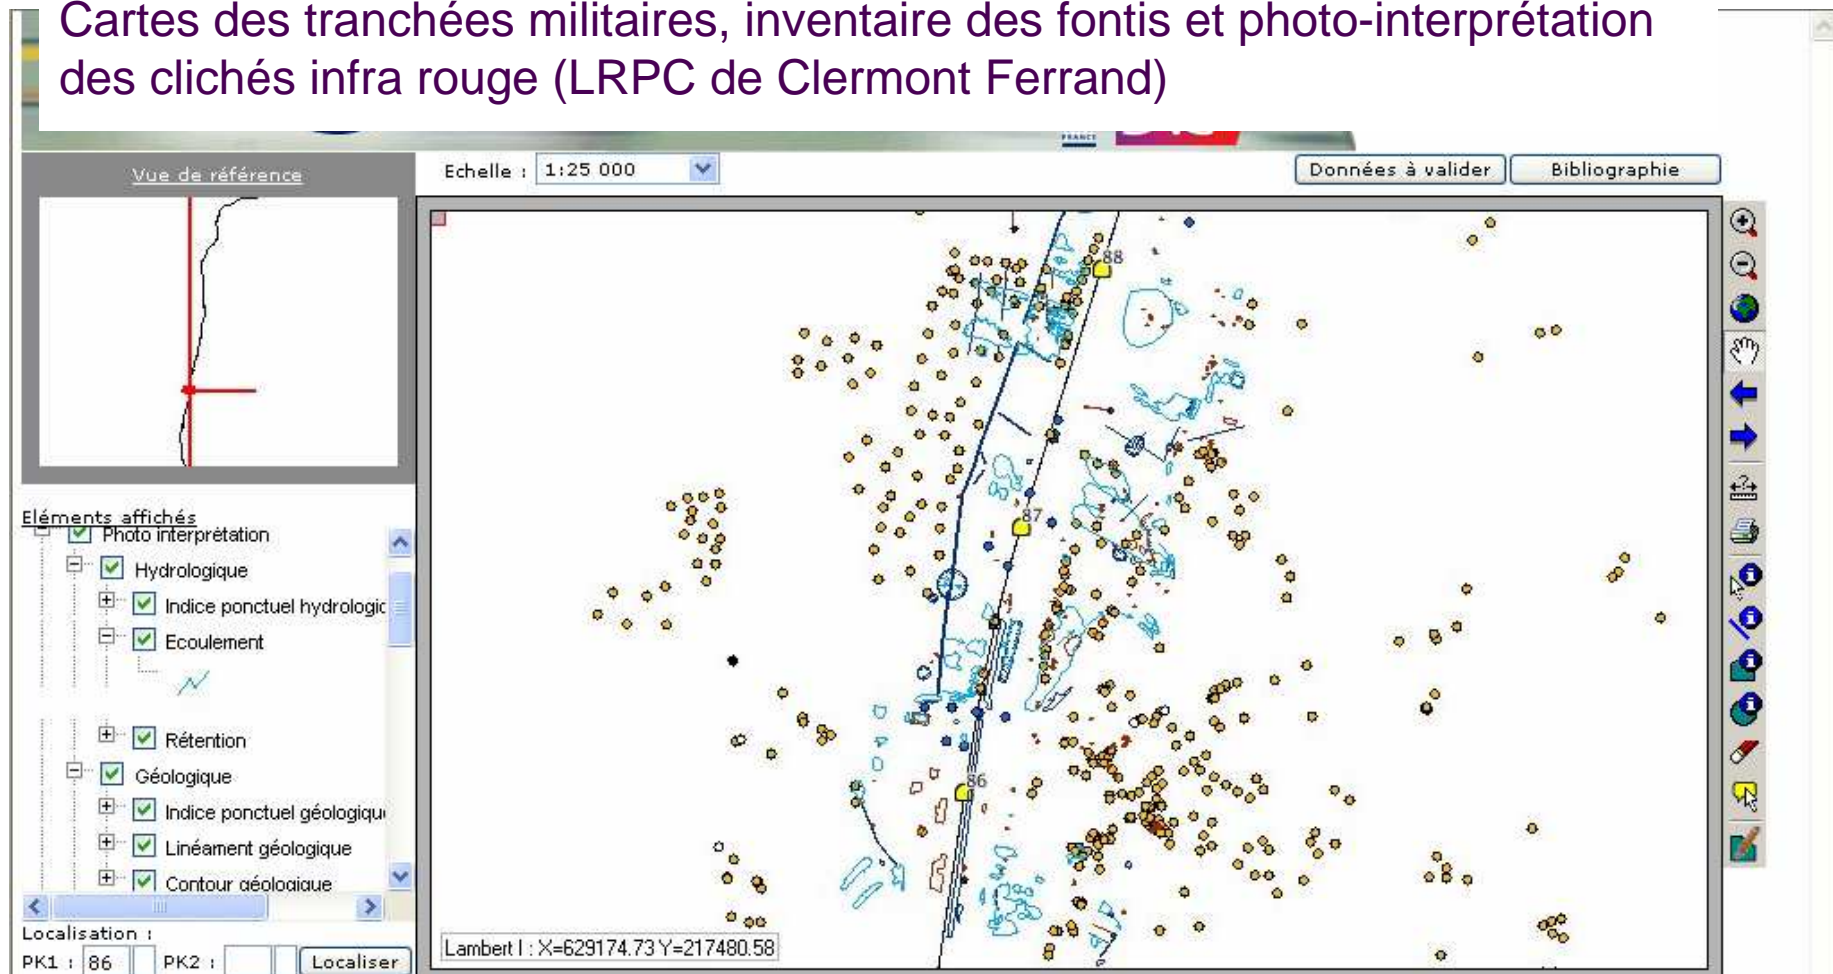 Cartes des tranchées militaires, inventaire des fontis et photo-interprétation
des clichés infra rouge (LRPC de Clermont Ferrand)
FRANCE
Vue de référence
Echelle : 1:25 000
Données à valider
Bibliographie
88
87
86
Eléments affichés
Photo interprétation
Hydrologique
Indice ponctuel hydrologic
Ecoulement
Rétention
Géologique
Indice ponctuel géologiqu
Linéament géologique
Contour géologique
Localisation :
PK1 : 86 PK2 : Localiser
Lambert I : X=629174.73 Y=217480.58